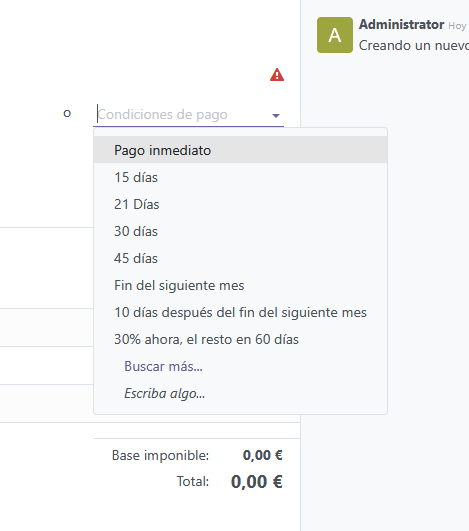 A
Administrator Hoy
Creando un nuevo
o
Condiciones de pago
Pago inmediato
15 días
21 Días
30 días
45 días
Fin del siguiente mes
10 días después del fin del siguiente mes
30% ahora, el resto en 60 días
Buscar más...
Escriba algo...
Base imponible: 0,00 €
Total: 0,00 €